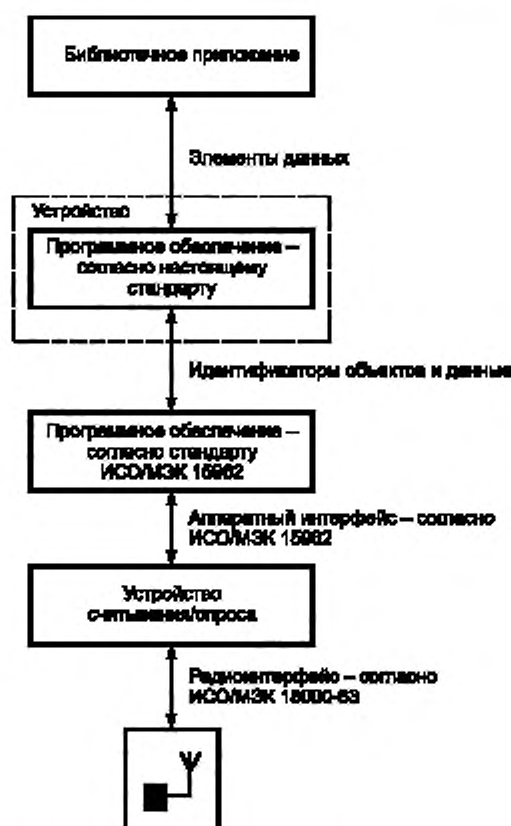 Библиотечное приложение
Элементы данных
Устройство
Программное обеспечение –
согласно настоящему
стандарту
Идентификаторы объектов и данные
Программное обеспечение –
согласно стандарту
ИСО/МЭК 15962
Аппаратный интерфейс – согласно
ИСО/МЭК 15962
Устройство
считывания/опроса
Радиоинтерфейс – согласно
ИСО/МЭК 18000-63